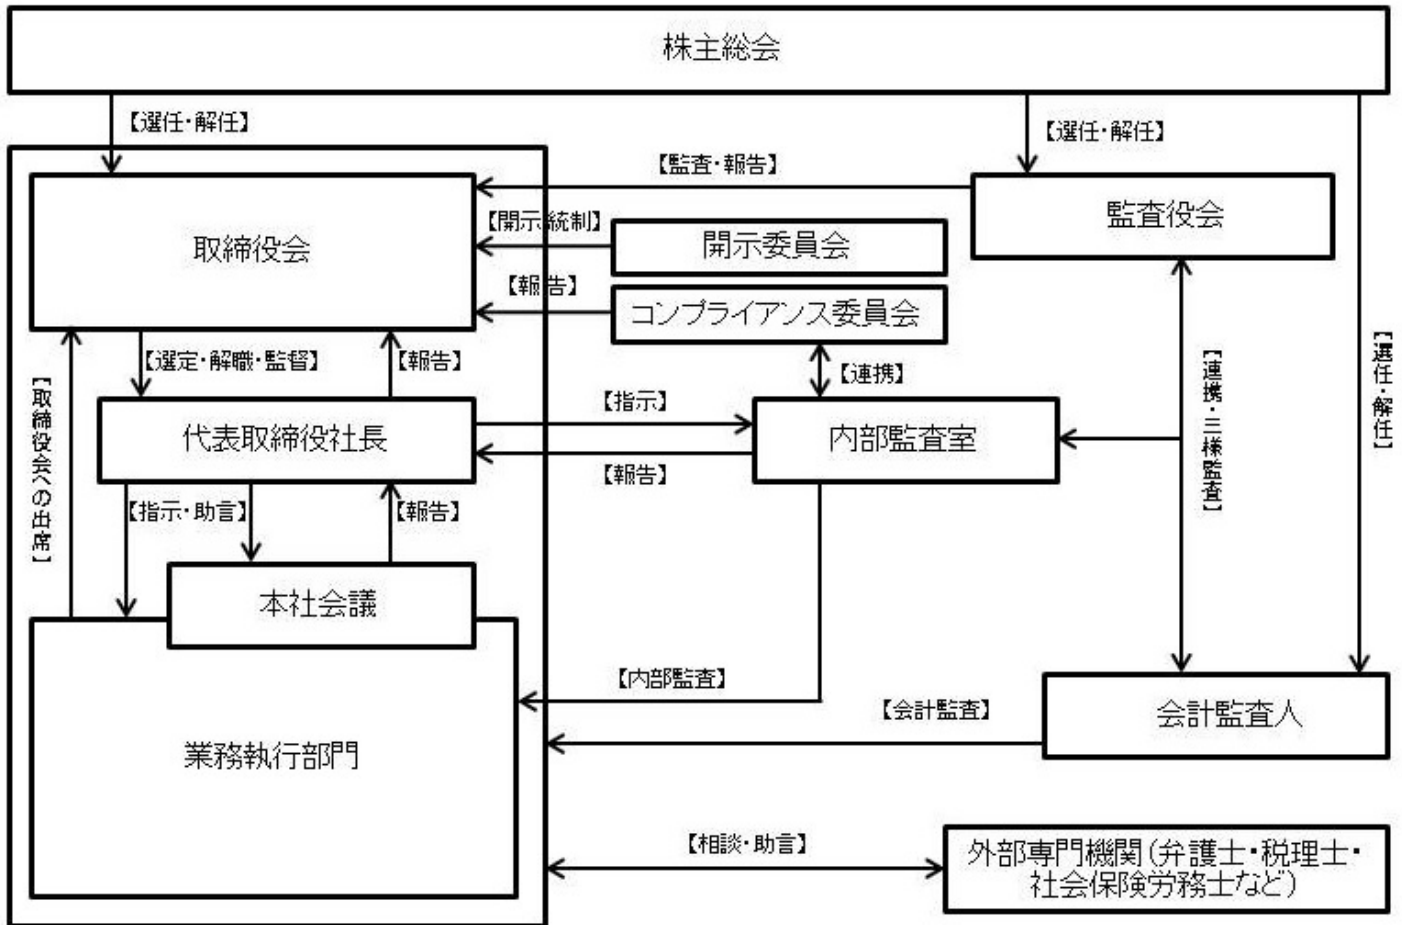 株主総会
【選任・解任】
【選任・解任】
【監査・報告】
監査役会
取締役会
【開示統制】
開示委員会
【報告】
コンプライアンス委員会
【選定・解職・監督】
【報告】
【連携】
【連携・三様監査】
【選任・解任】
【取締役会への出席】
代表取締役社長
【指示】
内部監査室
【報告】
【指示・助言】
【報告】
本社会議
【内部監査】
【会計監査】
会計監査人
業務執行部門
【相談・助言】
外部専門機関（弁護士・税理士・
社会保険労務士など）